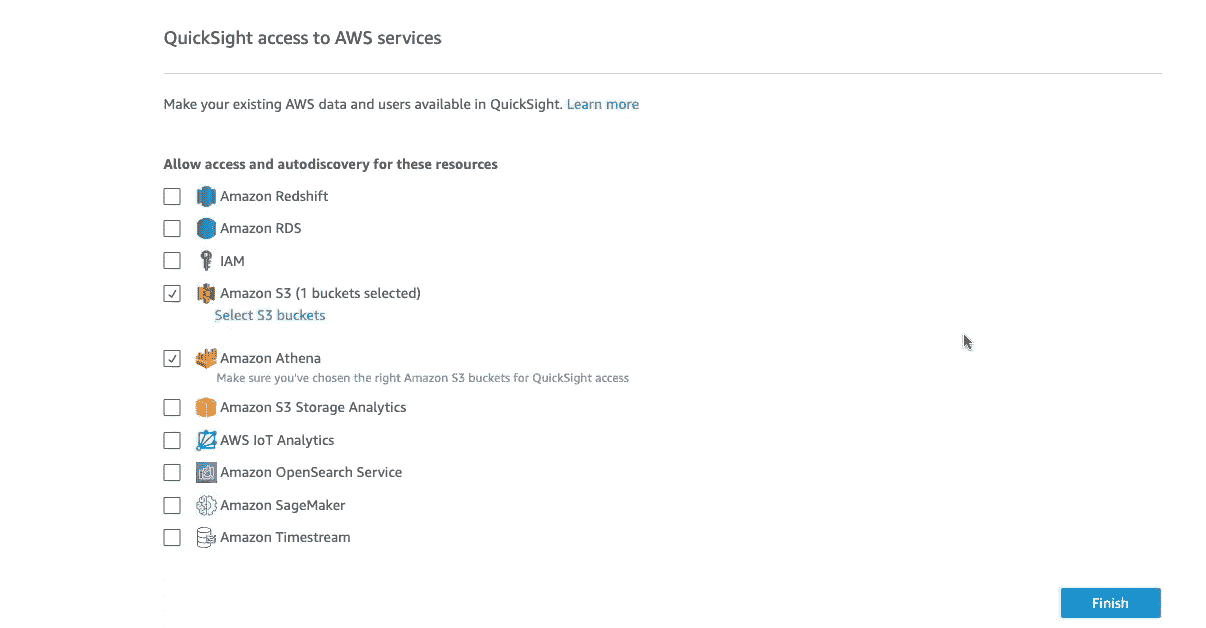 QuickSight access to AWS services
Make your existing AWS data and users available in QuickSight. Learn more
Allow access and autodiscovery for these resources
Amazon Redshift
Amazon RDS
IAM
Amazon S3 (1 buckets selected)
Select S3 buckets
Amazon Athena
Make sure you've chosen the right Amazon S3 buckets for QuickSight access
Amazon S3 Storage Analytics
AWS IoT Analytics
Amazon OpenSearch Service
Amazon SageMaker
Amazon Timestream
Finish